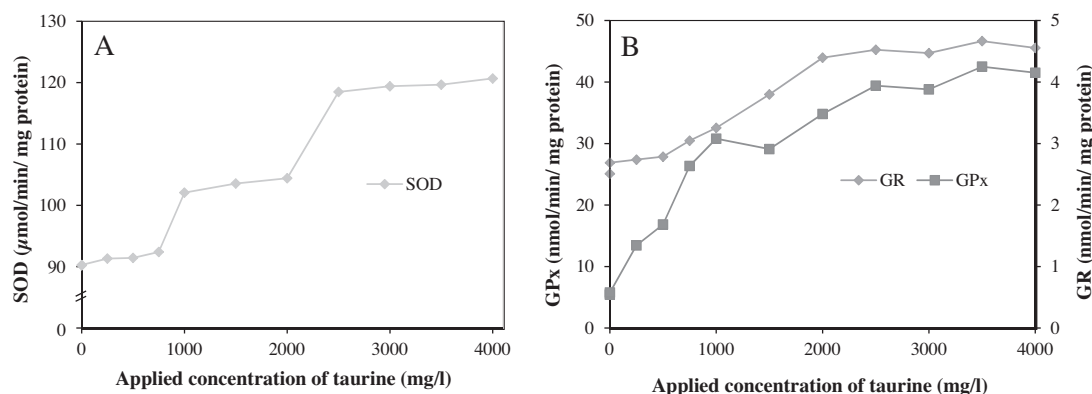 A
130
120
110
100
90
0
SOD (µmol/min/ mg protein)
SOD
0 1000 2000 3000 4000
Applied concentration of taurine (mg/l)
B
50
40
30
20
10
0
GPx (nmol/min/ mg protein)
GR GPx
5
4
3
2
1
0
GR (nmol/min/ mg protein)
0 1000 2000 3000 4000
Applied concentration of taurine (mg/l)